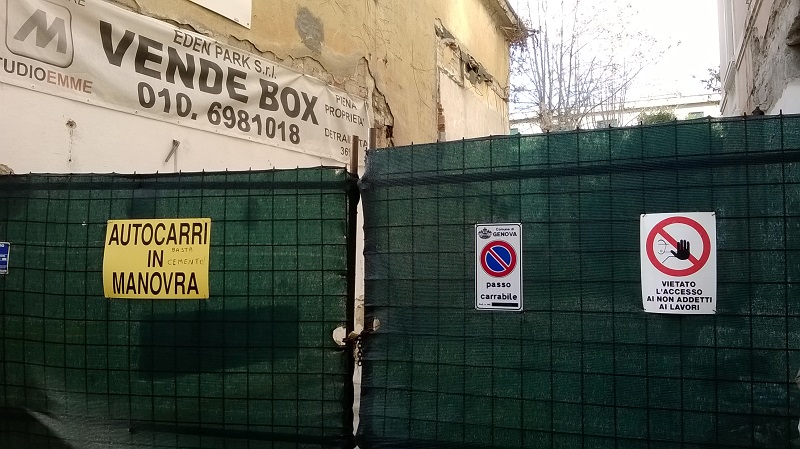 M
STUDIOEMME
EDEN PARK S.r.l.
VENDE BOX
010. 6981018
PIENA
PROPRIETA
AUTOCARRI
BASTA
IN
CEMENTO
MANOVRA
Comune di
GENOVA
passo
carrabile
VIETATO
L'ACCESSO
AI NON ADDETTI
AI LAVORI